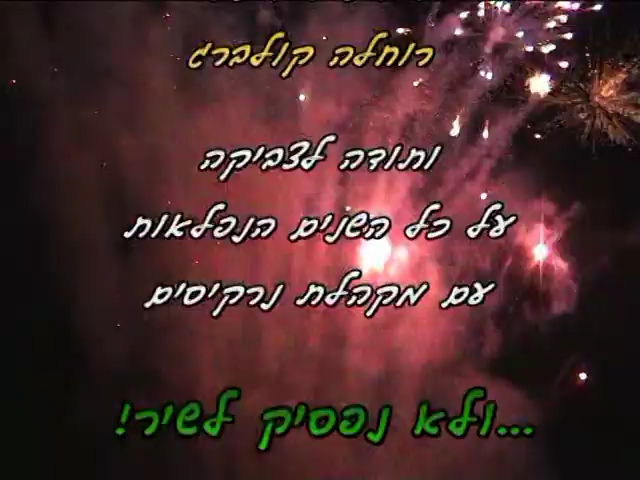 רוחלה קולברג
ותודה לצביקה
על כל השנים הנפלאות
עם מקהלת נרקיסים
...ולא נפסיק לשיר!